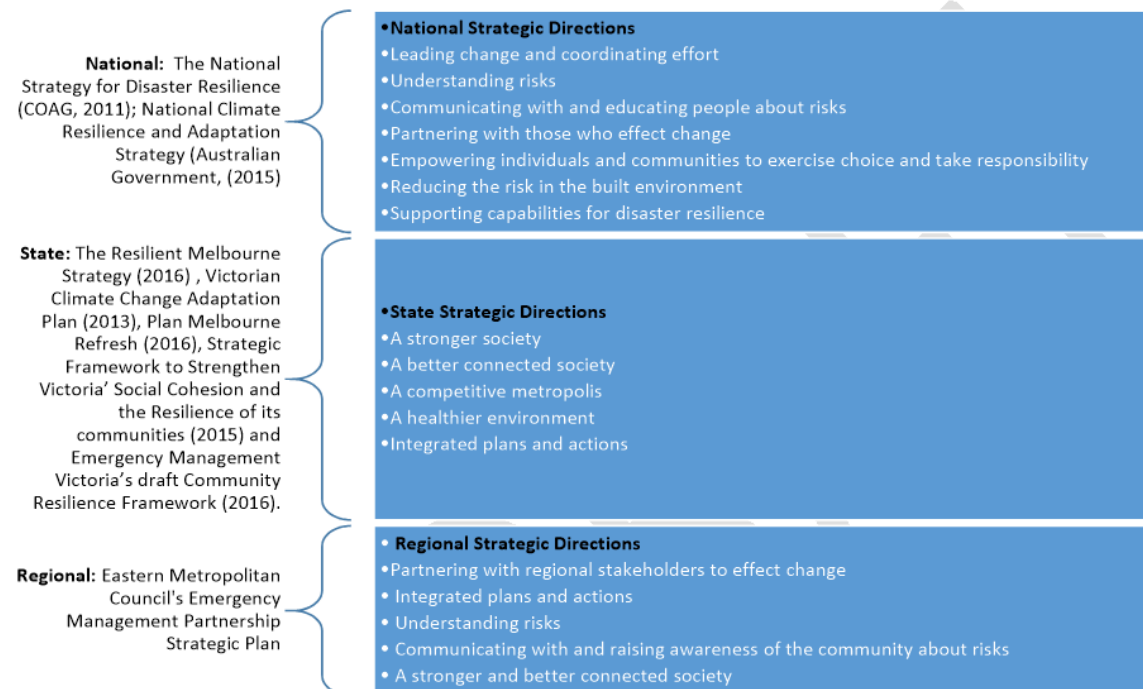 National: The National
Strategy for Disaster Resilience
(COAG, 2011); National Climate
Resilience and Adaptation
Strategy (Australian
Government, (2015)
•National Strategic Directions
•Leading change and coordinating effort
•Understanding risks
•Communicating with and educating people about risks
•Partnering with those who effect change
•Empowering individuals and communities to exercise choice and take responsibility
•Reducing the risk in the built environment
•Supporting capabilities for disaster resilience
State: The Resilient Melbourne
Strategy (2016) , Victorian
Climate Change Adaptation
Plan (2013), Plan Melbourne
Refresh (2016), Strategic
Framework to Strengthen
Victoria’ Social Cohesion and
the Resilience of its
communities (2015) and
Emergency Management
Victoria’s draft Community
Resilience Framework (2016).
•State Strategic Directions
•A stronger society
•A better connected society
•A competitive metropolis
•A healthier environment
•Integrated plans and actions
Regional: Eastern Metropolitan
Council's Emergency
Management Partnership
Strategic Plan
• Regional Strategic Directions
•Partnering with regional stakeholders to effect change
• Integrated plans and actions
• Understanding risks
• Communicating with and raising awareness of the community about risks
• A stronger and better connected society